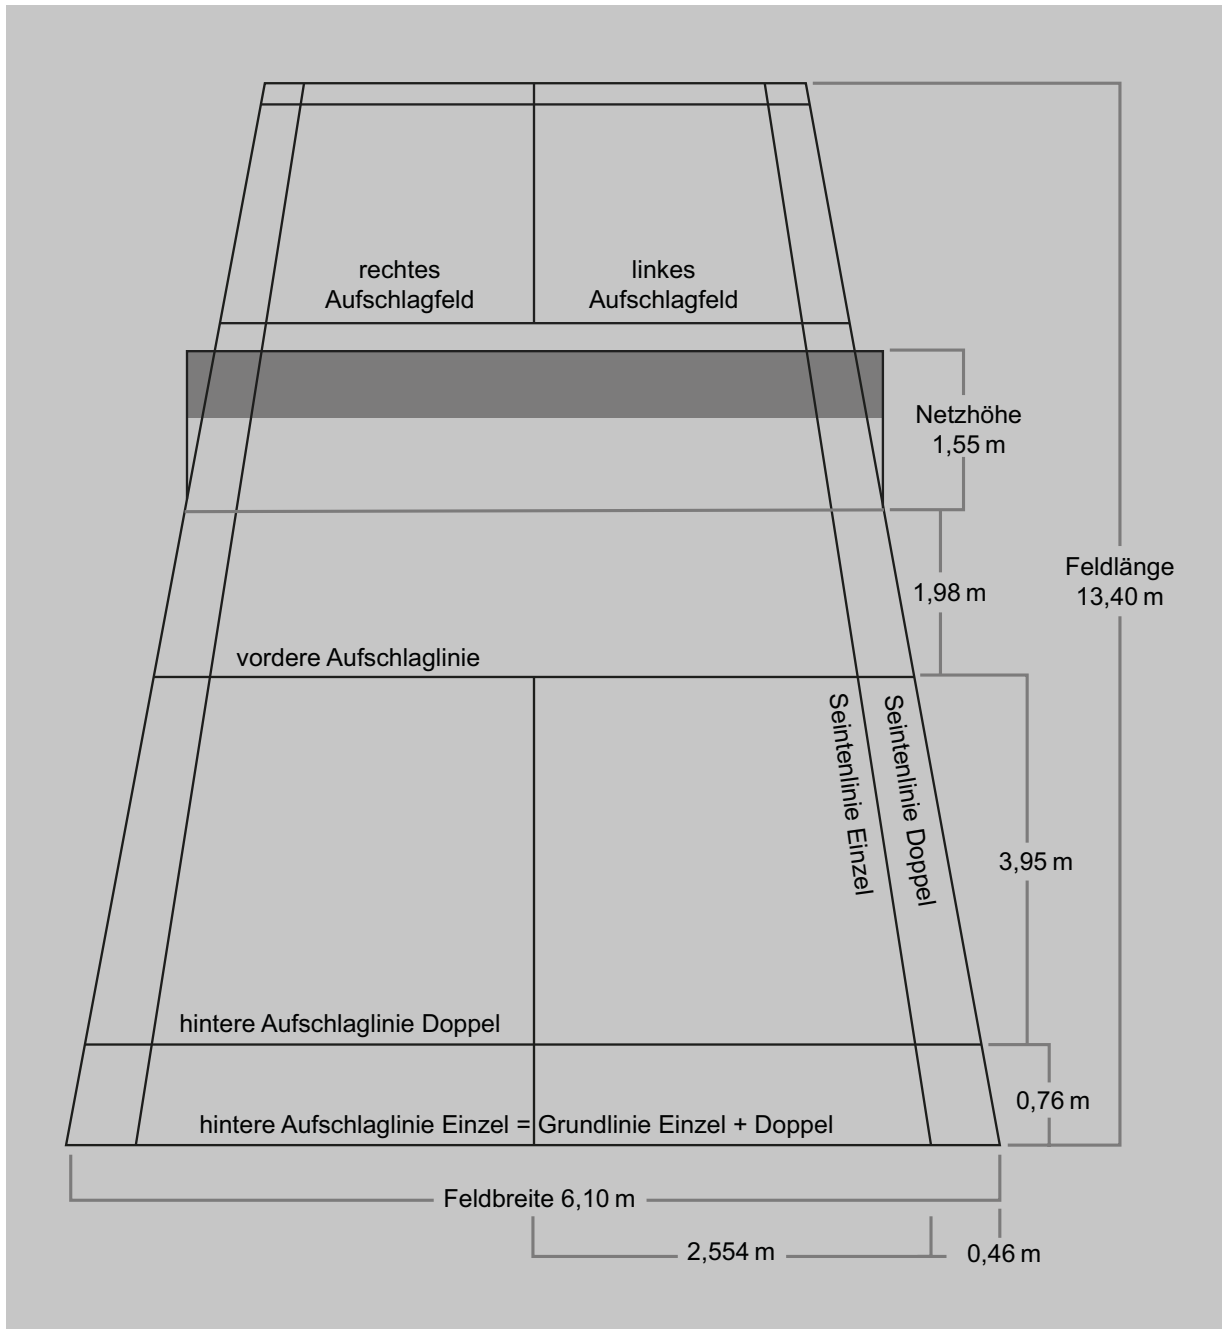 rechtes
Aufschlagfeld
linkes
Aufschlagfeld
Netzhöhe
1,55 m
Feldlänge
13,40 m
1,98 m
vordere Aufschlaglinie
Seintenlinie Einzel
Seintenlinie Doppel
3,95 m
hintere Aufschlaglinie Doppel
0,76 m
hintere Aufschlaglinie Einzel = Grundlinie Einzel + Doppel
Feldbreite 6,10 m
2,554 m
0,46 m